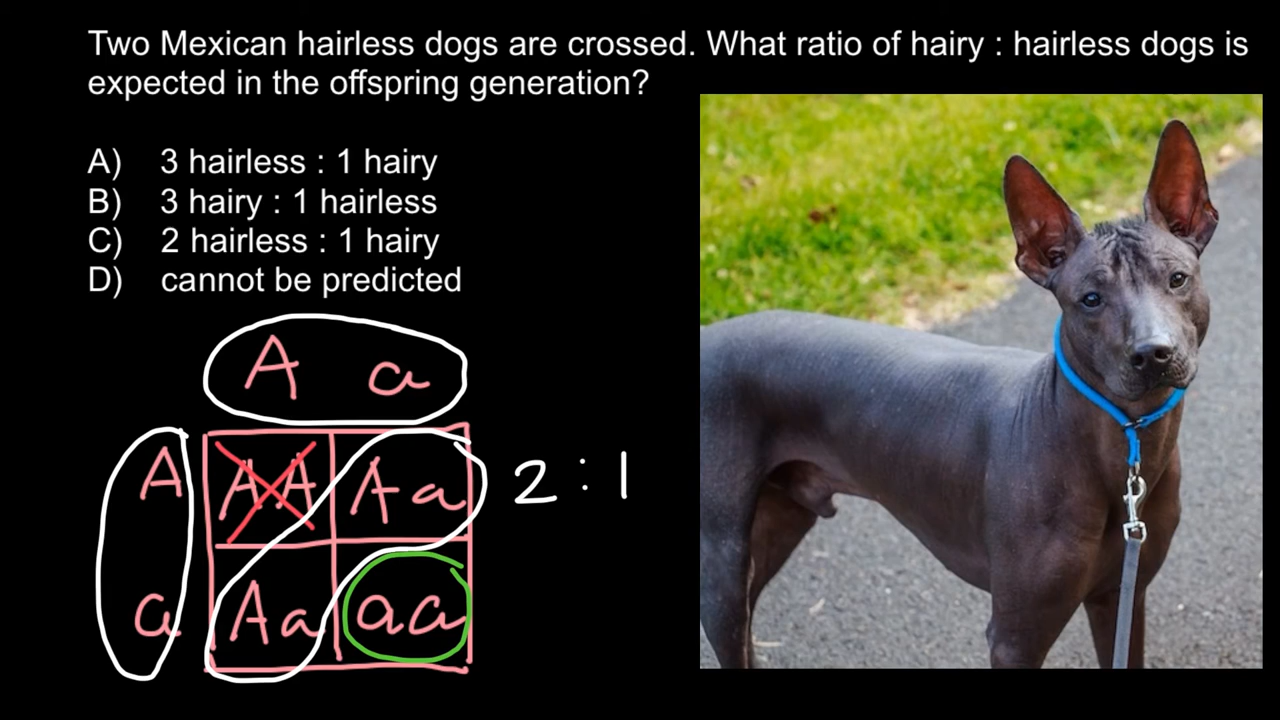 Two Mexican hairless dogs are crossed. What ratio of hairy : hairless dogs is
expected in the offspring generation?
A) 3 hairless : 1 hairy
B) 3 hairy : 1 hairless
C) 2 hairless : 1 hairy
D) cannot be predicted
A a
A AA Aa 2 : 1
a Aa aa